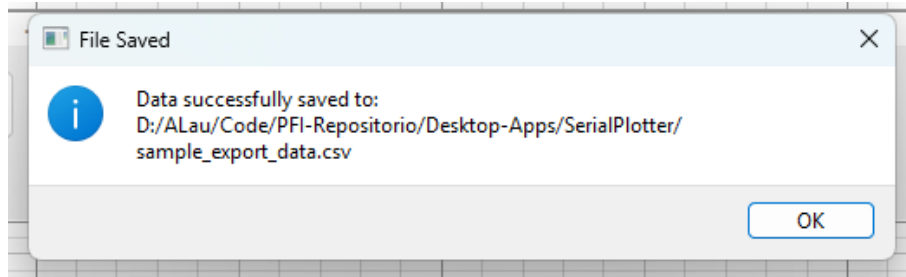 File Saved
Data successfully saved to:
D:/ALau/Code/PFI-Repositorio/Desktop-Apps/SerialPlotter/
sample_export_data.csv
OK